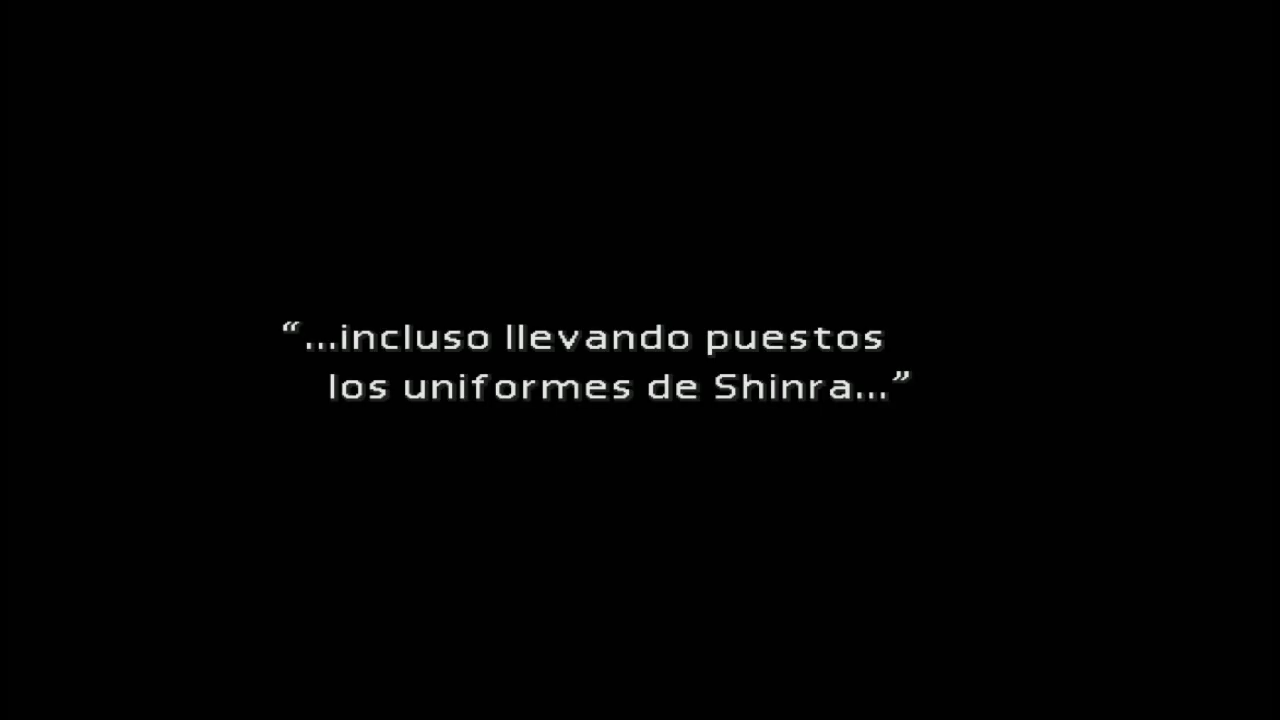 “...incluso llevando puestos
los uniformes de Shinra...”